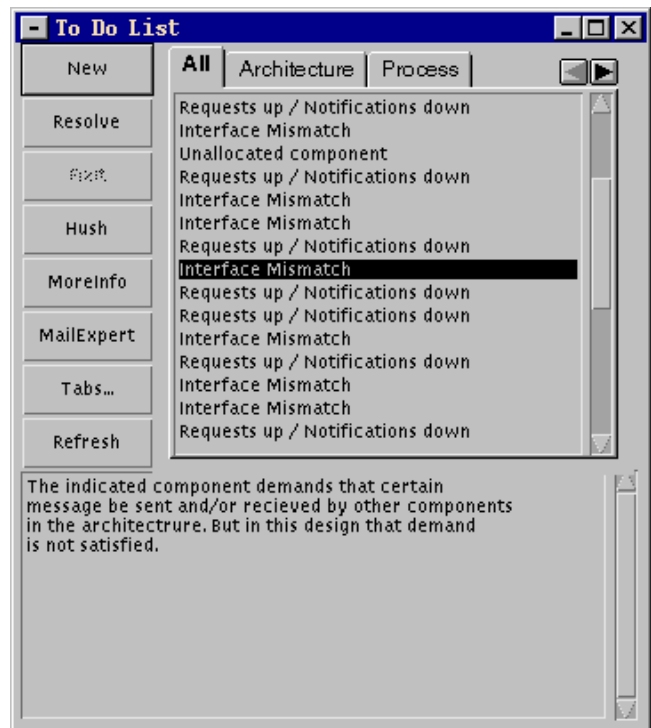 To Do List
New
Resolve
Fixit
Hush
MoreInfo
MailExpert
Tabs...
Refresh
All Architecture Process
Requests up / Notifications down
Interface Mismatch
Unallocated component
Requests up / Notifications down
Interface Mismatch
Interface Mismatch
Requests up / Notifications down
Interface Mismatch
Requests up / Notifications down
Requests up / Notifications down
Interface Mismatch
Requests up / Notifications down
Interface Mismatch
Interface Mismatch
Requests up / Notifications down
The indicated component demands that certain
message be sent and/or recieved by other components
in the architectrure. But in this design that demand
is not satisfied.